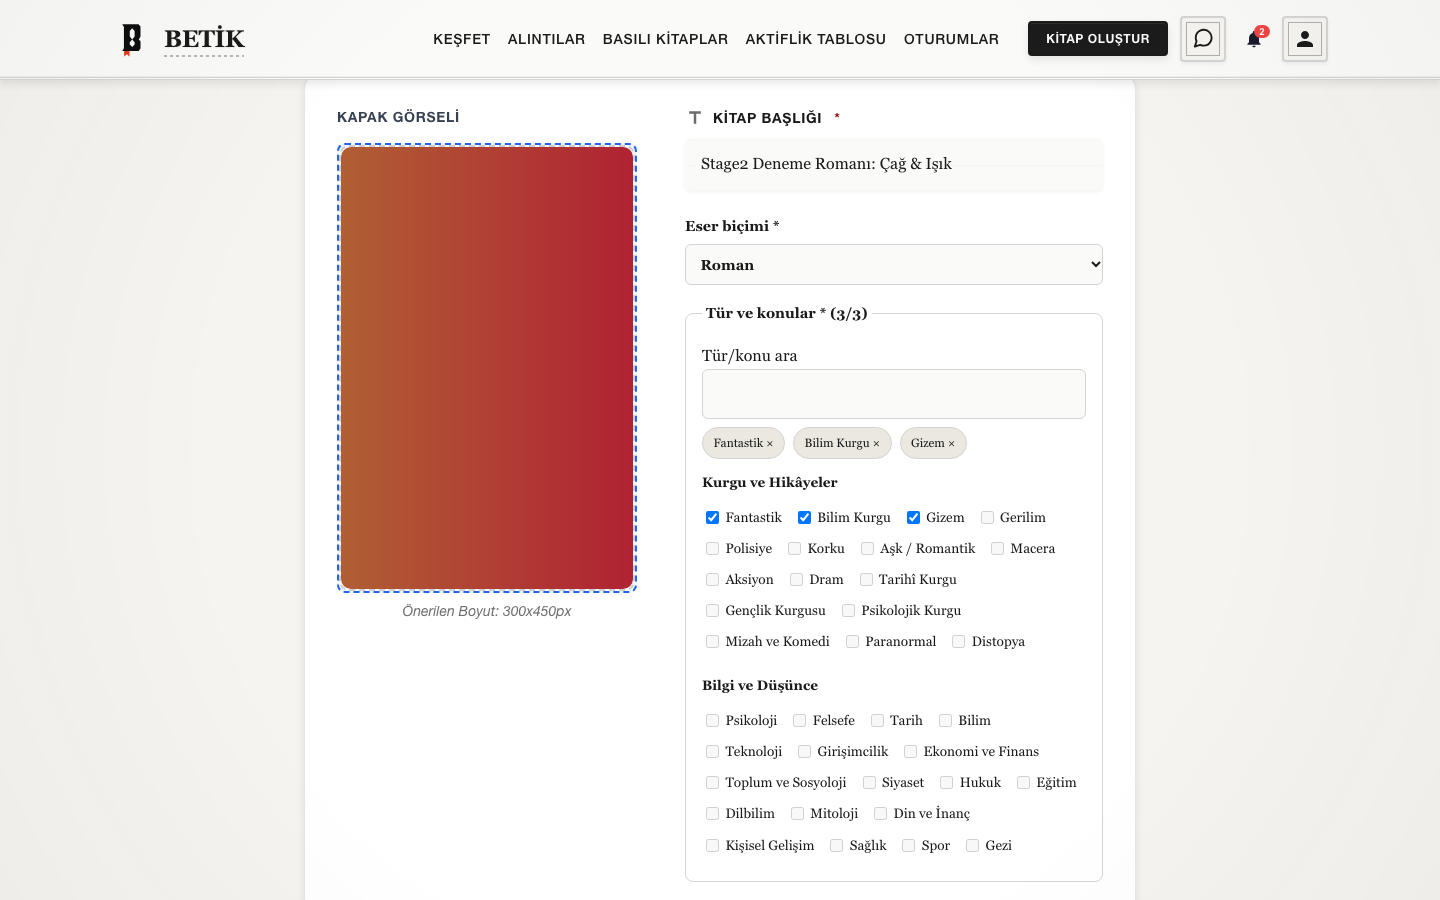 BETİK
KEŞFET ALINTILAR BASILI KİTAPLAR AKTİFLİK TABLOSU OTURUMLAR KİTAP OLUŞTUR 2
KAPAK GÖRSELİ
Önerilen Boyut: 300x450px
KİTAP BAŞLIĞI *
Stage2 Deneme Romanı: Çağ & Işık
Eser biçimi *
Roman
Tür ve konular * (3/3)
Tür/konu ara
Fantastik × Bilim Kurgu × Gizem ×
Kurgu ve Hikâyeler
Fantastik Bilim Kurgu Gizem Gerilim
Polisiye Korku Aşk / Romantik Macera
Aksiyon Dram Tarihî Kurgu
Gençlik Kurgusu Psikolojik Kurgu
Mizah ve Komedi Paranormal Distopya
Bilgi ve Düşünce
Psikoloji Felsefe Tarih Bilim
Teknoloji Girişimcilik Ekonomi ve Finans
Toplum ve Sosyoloji Siyaset Hukuk Eğitim
Dilbilim Mitoloji Din ve İnanç
Kişisel Gelişim Sağlık Spor Gezi